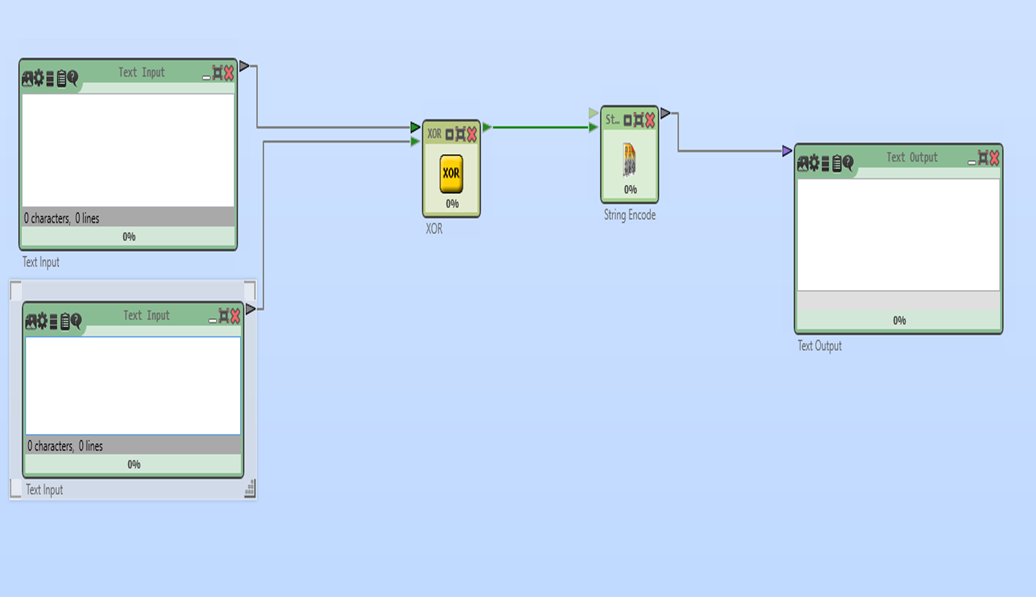 Text Input
0 characters, 0 lines
0%
Text Input
Text Input
0 characters, 0 lines
0%
Text Input
XOR
XOR
0%
XOR
St...
0%
String Encode
Text Output
0%
Text Output